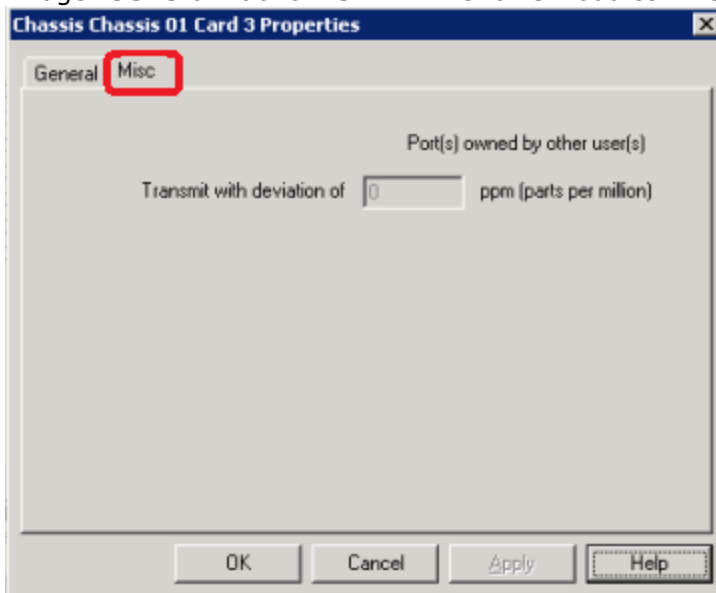 Chassis Chassis 01 Card 3 Properties
General Misc
Port(s) owned by other user(s)
Transmit with deviation of 0 ppm (parts per million)
OK Cancel Apply Help